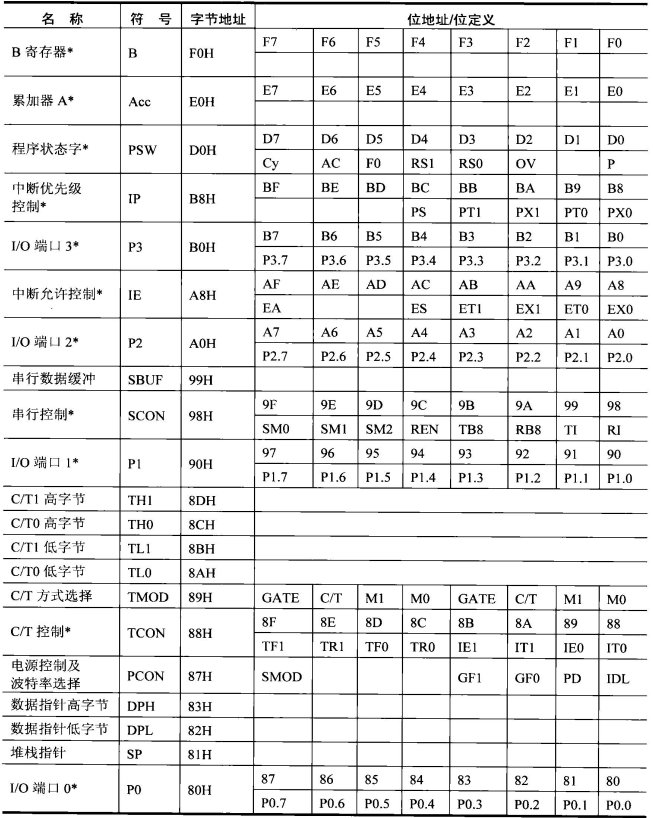 名 称 符 号 字节地址 位地址/位定义
B 寄存器* B F0H F7 F6 F5 F4 F3 F2 F1 F0
累加器 A* Acc E0H E7 E6 E5 E4 E3 E2 E1 E0
程序状态字* PSW D0H D7 D6 D5 D4 D3 D2 D1 D0
Cy AC F0 RS1 RS0 OV P
中断优先级
控制* IP B8H BF BE BD BC BB BA B9 B8
PS PT1 PX1 PT0 PX0
I/O 端口 3* P3 B0H B7 B6 B5 B4 B3 B2 B1 B0
P3.7 P3.6 P3.5 P3.4 P3.3 P3.2 P3.1 P3.0
中断允许控制* IE A8H AF AE AD AC AB AA A9 A8
EA ES ET1 EX1 ET0 EX0
I/O 端口 2* P2 A0H A7 A6 A5 A4 A3 A2 A1 A0
P2.7 P2.6 P2.5 P2.4 P2.3 P2.2 P2.1 P2.0
串行数据缓冲 SBUF 99H
串行控制* SCON 98H 9F 9E 9D 9C 9B 9A 99 98
SM0 SM1 SM2 REN TB8 RB8 TI RI
I/O 端口 1* P1 90H 97 96 95 94 93 92 91 90
P1.7 P1.6 P1.5 P1.4 P1.3 P1.2 P1.1 P1.0
C/T1 高字节 TH1 8DH
C/T0 高字节 TH0 8CH
C/T1 低字节 TL1 8BH
C/T0 低字节 TL0 8AH
C/T 方式选择 TMOD 89H GATE C/T M1 M0 GATE C/T M1 M0
C/T 控制* TCON 88H 8F 8E 8D 8C 8B 8A 89 88
TF1 TR1 TF0 TR0 IE1 IT1 IE0 IT0
电源控制及
波特率选择 PCON 87H SMOD GF1 GF0 PD IDL
数据指针高字节 DPH 83H
数据指针低字节 DPL 82H
堆栈指针 SP 81H
I/O 端口 0* P0 80H 87 86 85 84 83 82 81 80
P0.7 P0.6 P0.5 P0.4 P0.3 P0.2 P0.1 P0.0